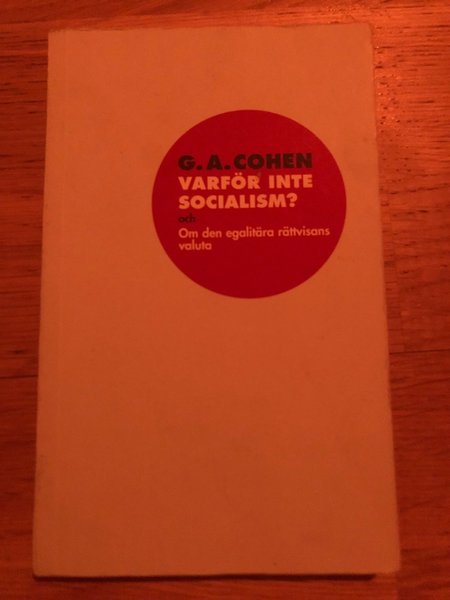 G. A. COHEN
VARFÖR INTE
SOCIALISM?
och
Om den egalitära rättvisans
valuta